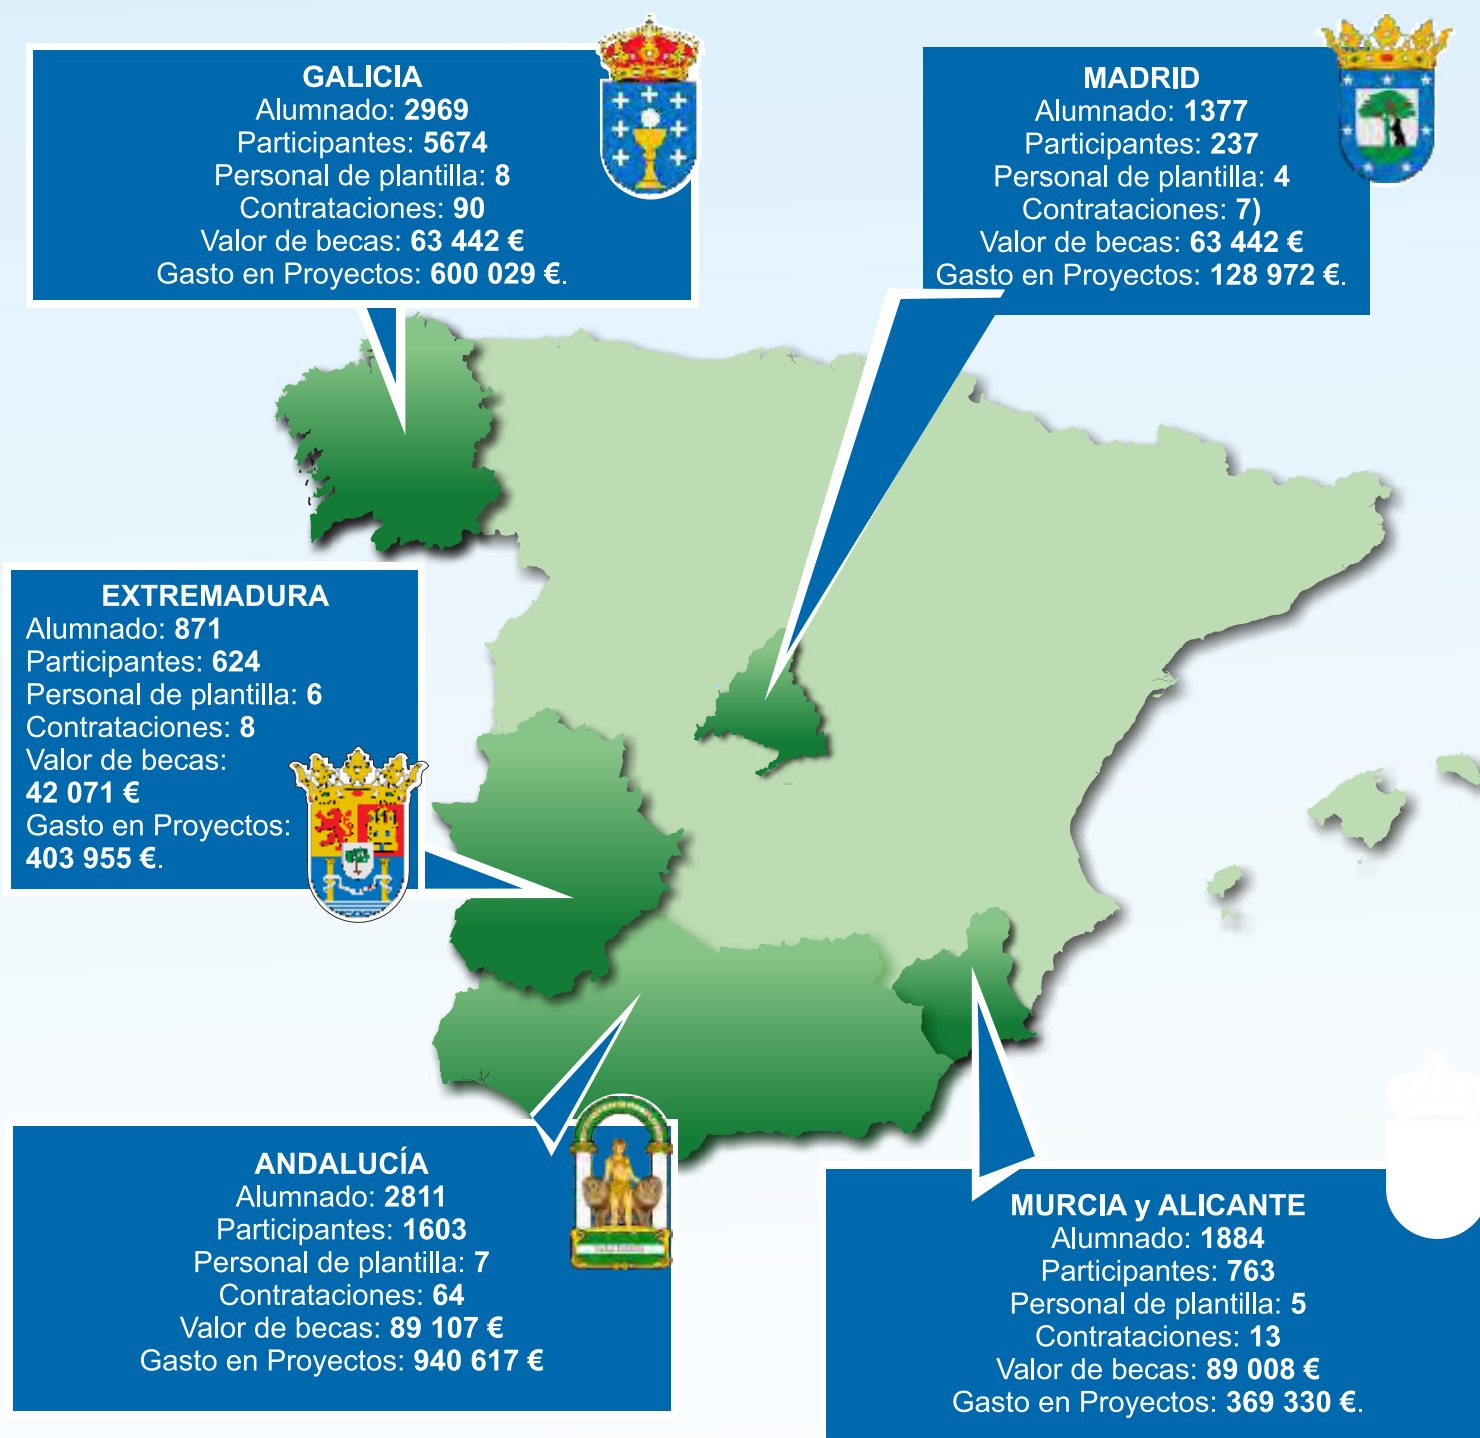 GALICIA
Alumnado: 2969
Participantes: 5674
Personal de plantilla: 8
Contrataciones: 90
Valor de becas: 63 442 €
Gasto en Proyectos: 600 029 €.
MADRID
Alumnado: 1377
Participantes: 237
Personal de plantilla: 4
Contrataciones: 7)
Valor de becas: 63 442 €
Gasto en Proyectos: 128 972 €.
EXTREMADURA
Alumnado: 871
Participantes: 624
Personal de plantilla: 6
Contrataciones: 8
Valor de becas:
42 071 €
Gasto en Proyectos:
403 955 €.
ANDALUCÍA
Alumnado: 2811
Participantes: 1603
Personal de plantilla: 7
Contrataciones: 64
Valor de becas: 89 107 €
Gasto en Proyectos: 940 617 €
MURCIA y ALICANTE
Alumnado: 1884
Participantes: 763
Personal de plantilla: 5
Contrataciones: 13
Valor de becas: 89 008 €
Gasto en Proyectos: 369 330 €.